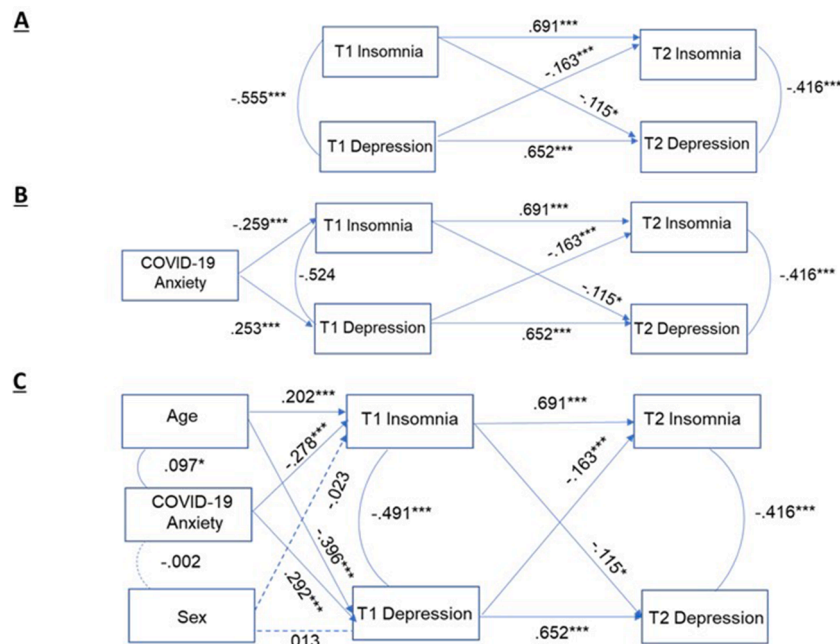 A
.691***
T1 Insomnia
T2 Insomnia
-.163***
-.555***
-.115*
-.416***
T1 Depression
T2 Depression
.652***
B
-.259***
T1 Insomnia
.691***
T2 Insomnia
-.163***
COVID-19
Anxiety
-.524
-.416***
-.115*
.253***
T1 Depression
.652***
T2 Depression
C
.202***
.691***
Age
T1 Insomnia
T2 Insomnia
-.278***
-.163***
.097*
-.023
COVID-19
Anxiety
-.491***
-.416***
-.002
-.396***
-.115*
.292***
Sex
T1 Depression
T2 Depression
.013
.652***